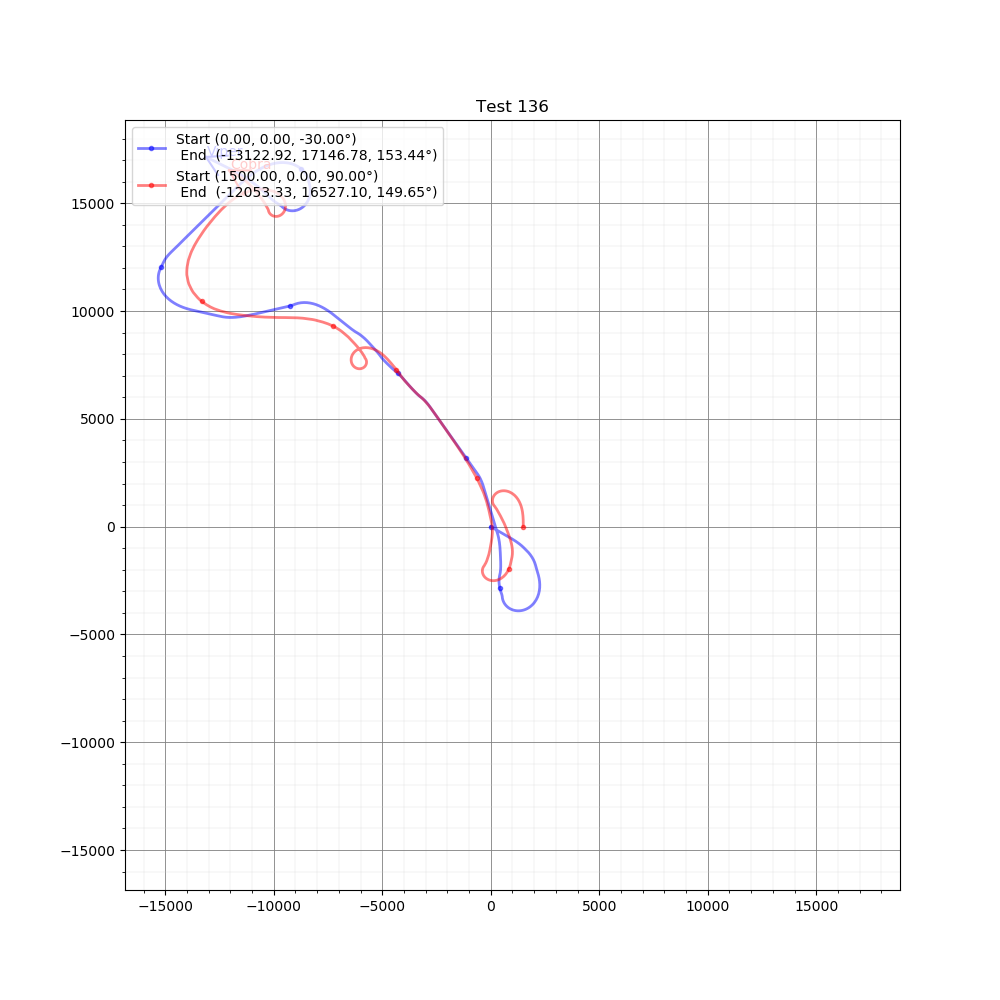 Test 136
Start (0.00, 0.00, -30.00°)
End (-13122.92, 17146.78, 153.44°)
Start (1500.00, 0.00, 90.00°)
End (-12053.33, 16527.10, 149.65°)
15000
10000
5000
0
−5000
−10000
−15000
−15000 −10000 −5000 0 5000 10000 15000